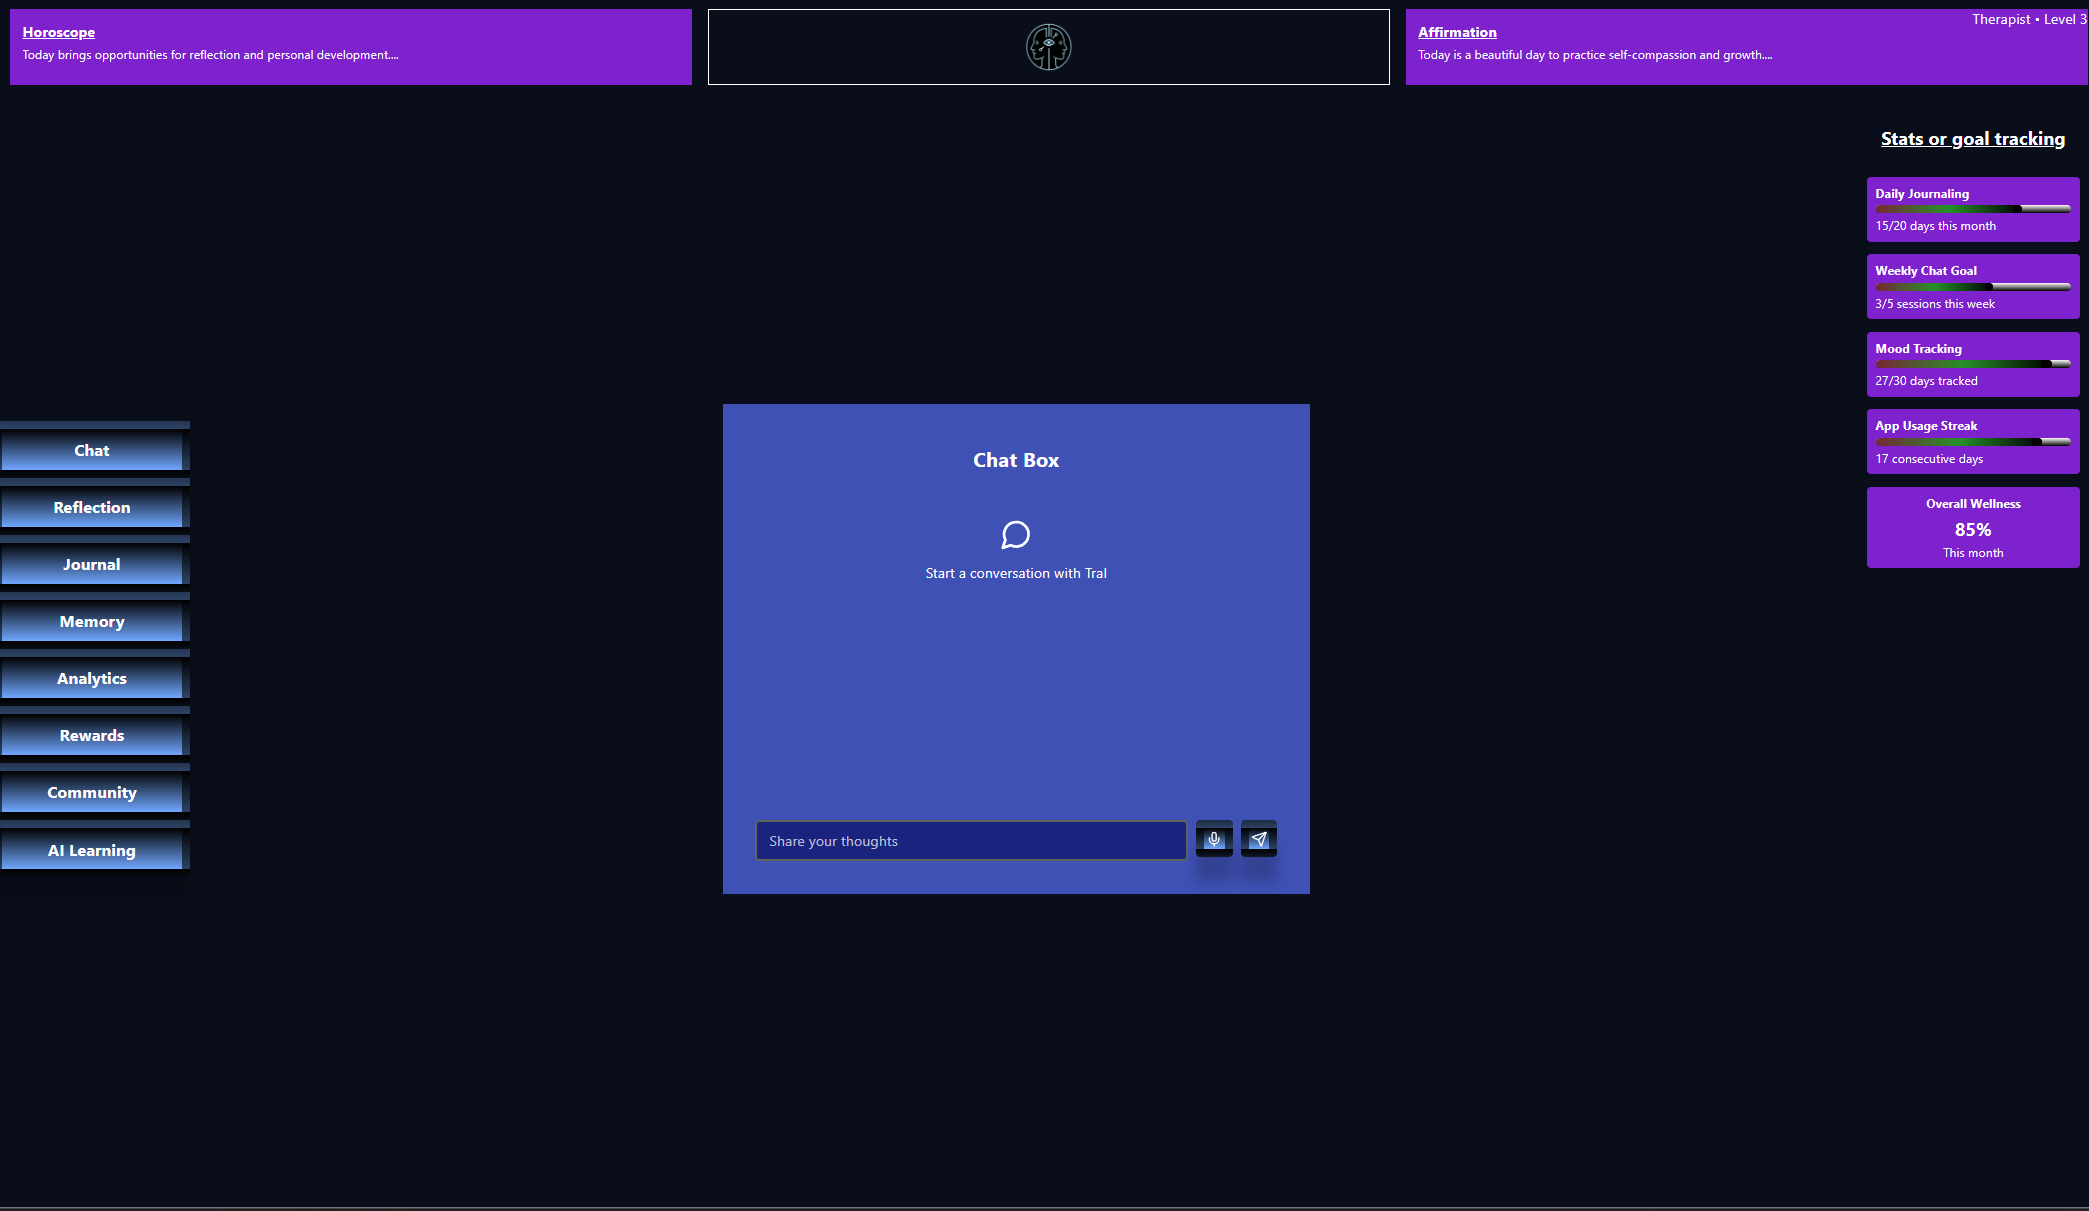 Horoscope
Today brings opportunities for reflection and personal development....
Therapist • Level 3
Affirmation
Today is a beautiful day to practice self-compassion and growth....
Stats or goal tracking
Daily Journaling
15/20 days this month
Weekly Chat Goal
3/5 sessions this week
Mood Tracking
27/30 days tracked
App Usage Streak
17 consecutive days
Overall Wellness
85%
This month
Chat
Reflection
Journal
Memory
Analytics
Rewards
Community
AI Learning
Chat Box
Start a conversation with Tral
Share your thoughts